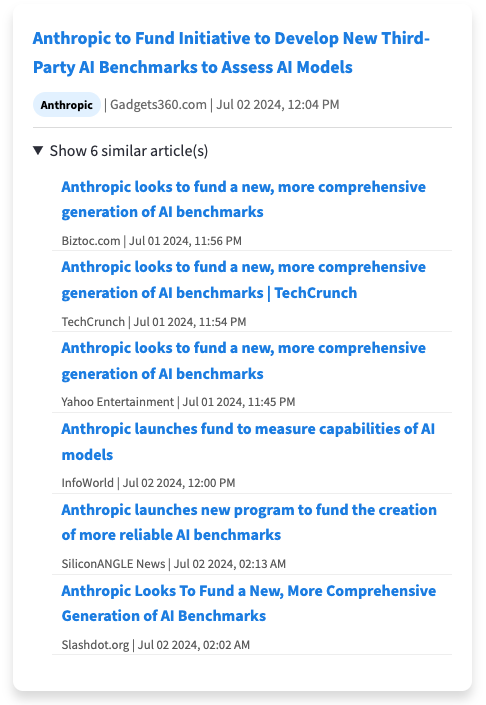 Anthropic to Fund Initiative to Develop New Third-
Party AI Benchmarks to Assess AI Models
Anthropic | Gadgets360.com | Jul 02 2024, 12:04 PM
▼ Show 6 similar article(s)
Anthropic looks to fund a new, more comprehensive
generation of AI benchmarks
Biztoc.com | Jul 01 2024, 11:56 PM
Anthropic looks to fund a new, more comprehensive
generation of AI benchmarks | TechCrunch
TechCrunch | Jul 01 2024, 11:54 PM
Anthropic looks to fund a new, more comprehensive
generation of AI benchmarks
Yahoo Entertainment | Jul 01 2024, 11:45 PM
Anthropic launches fund to measure capabilities of AI
models
InfoWorld | Jul 02 2024, 12:00 PM
Anthropic launches new program to fund the creation
of more reliable AI benchmarks
SiliconANGLE News | Jul 02 2024, 02:13 AM
Anthropic Looks To Fund a New, More Comprehensive
Generation of AI Benchmarks
Slashdot.org | Jul 02 2024, 02:02 AM